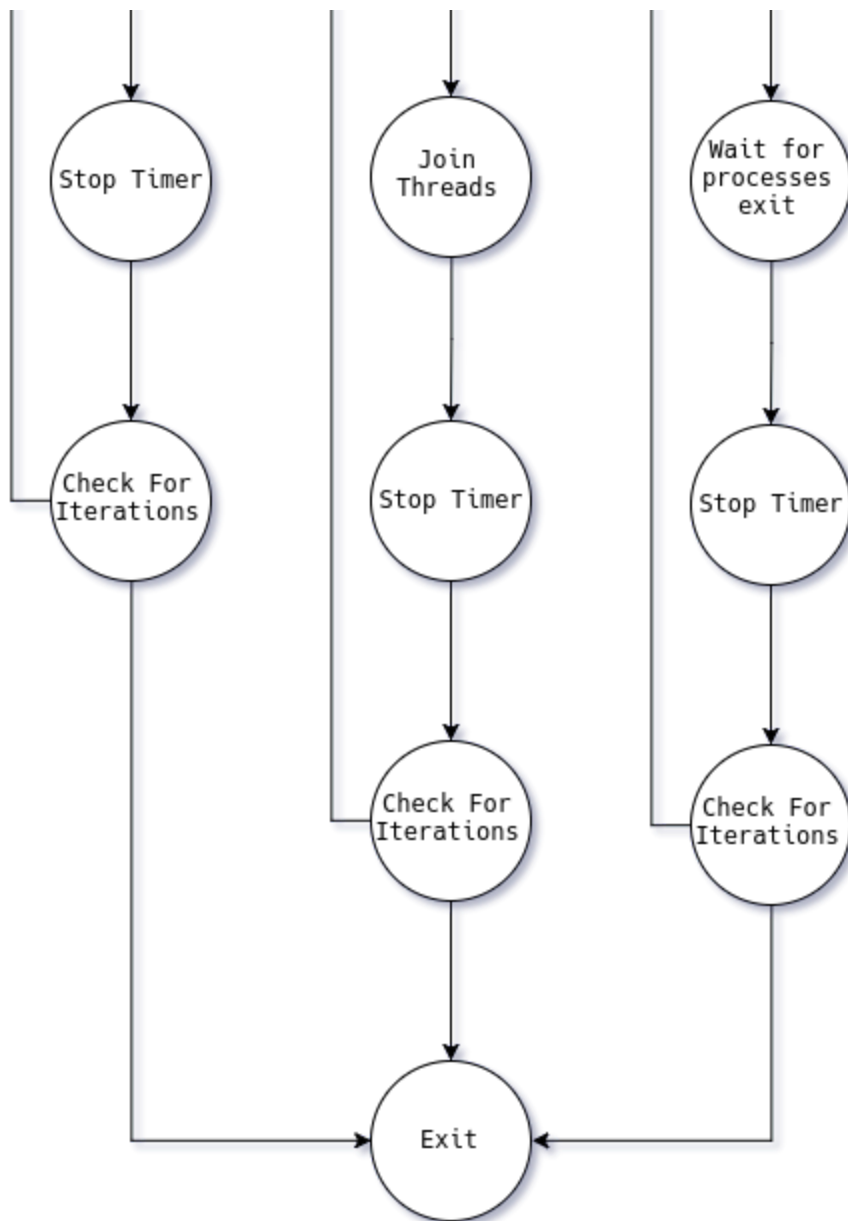 Stop Timer
Join
Threads
Wait for
processes
exit
Check For
Iterations
Stop Timer
Stop Timer
Check For
Iterations
Check For
Iterations
Exit